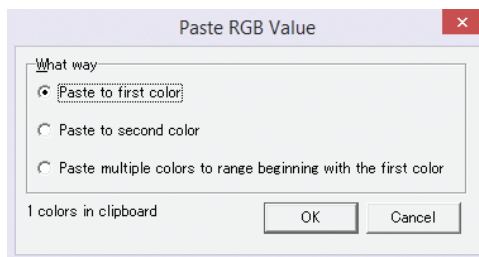 Paste RGB Value
What way
Paste to first color
Paste to second color
Paste multiple colors to range beginning with the first color
1 colors in clipboard
OK
Cancel